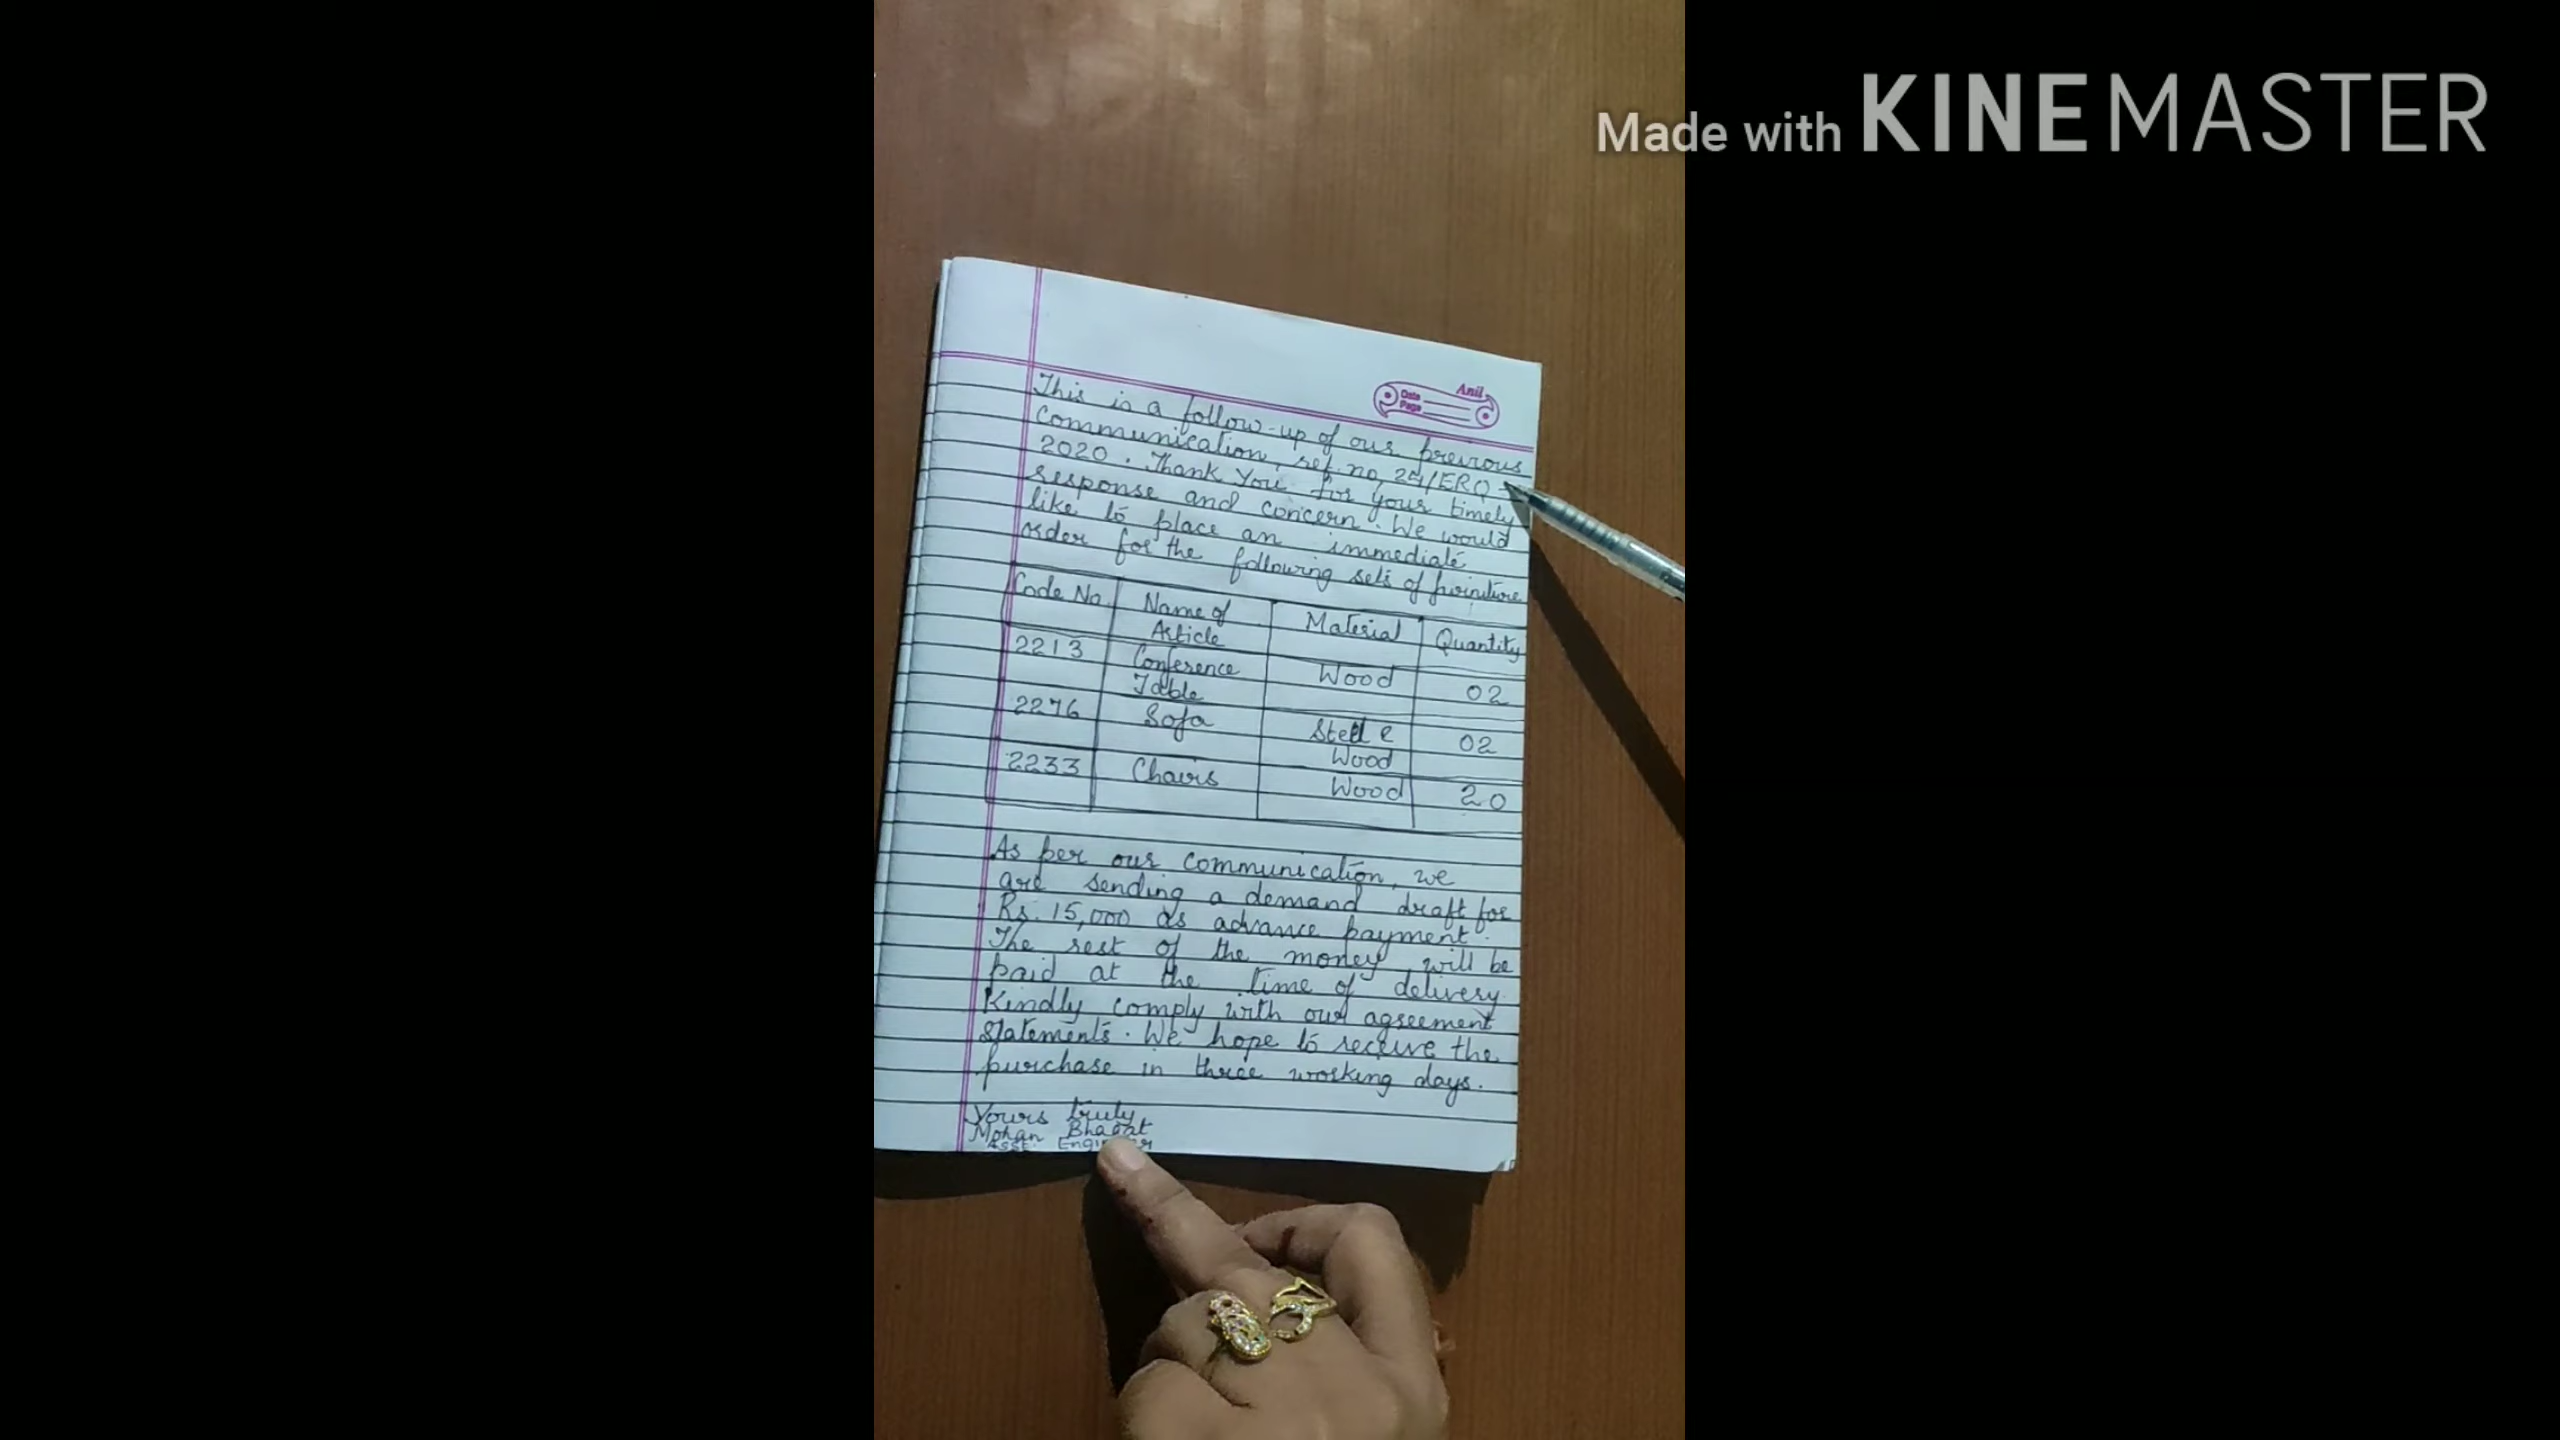 Made with KINEMASTER
Anil
Date
Page
This is a follow-up of our previous
communication, ref. no, 29/ERQ -
2020. Thank You for your timely
response and concern. We would
like to place an immediate
order for the following sets of furniture
Code No. Name of Article Material Quantity
2213 Conference Table Wood 02
2276 Sofa Steel & Wood 02
2233 Chairs Wood 20
As per our communication, we
are sending a demand draft for
Rs. 15,000 as advance payment.
The rest of the money will be
paid at the time of delivery.
Kindly comply with our agreement
statements. We hope to receive the
purchase in three working days.
Yours truly
Mohan Bhagat
Asst. Engineer